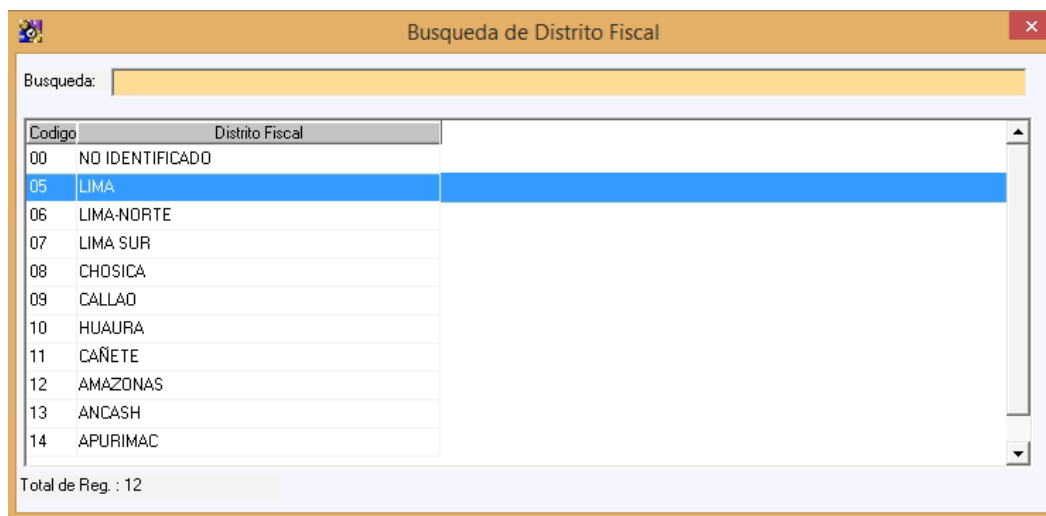 Busqueda de Distrito Fiscal
Busqueda:
Codigo Distrito Fiscal
00 NO IDENTIFICADO
05 LIMA
06 LIMA-NORTE
07 LIMA SUR
08 CHOSICA
09 CALLAO
10 HUAURA
11 CAÑETE
12 AMAZONAS
13 ANCASH
14 APURIMAC
Total de Reg. : 12